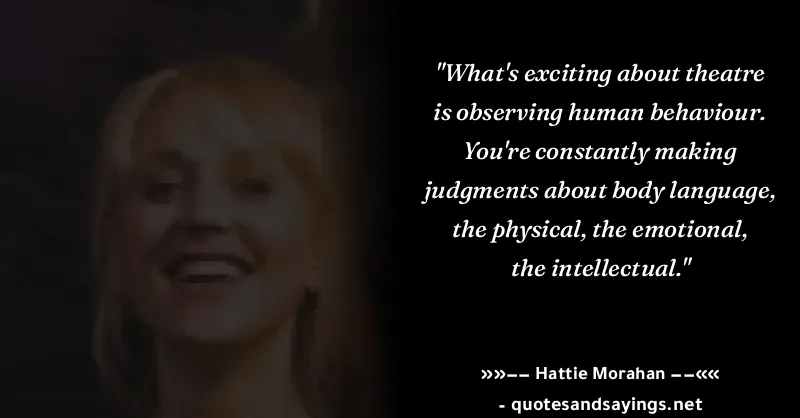 "What's exciting about theatre
is observing human behaviour.
You're constantly making
judgments about body language,
the physical, the emotional,
the intellectual."
»»–– Hattie Morahan ––««
- quotesandsayings.net